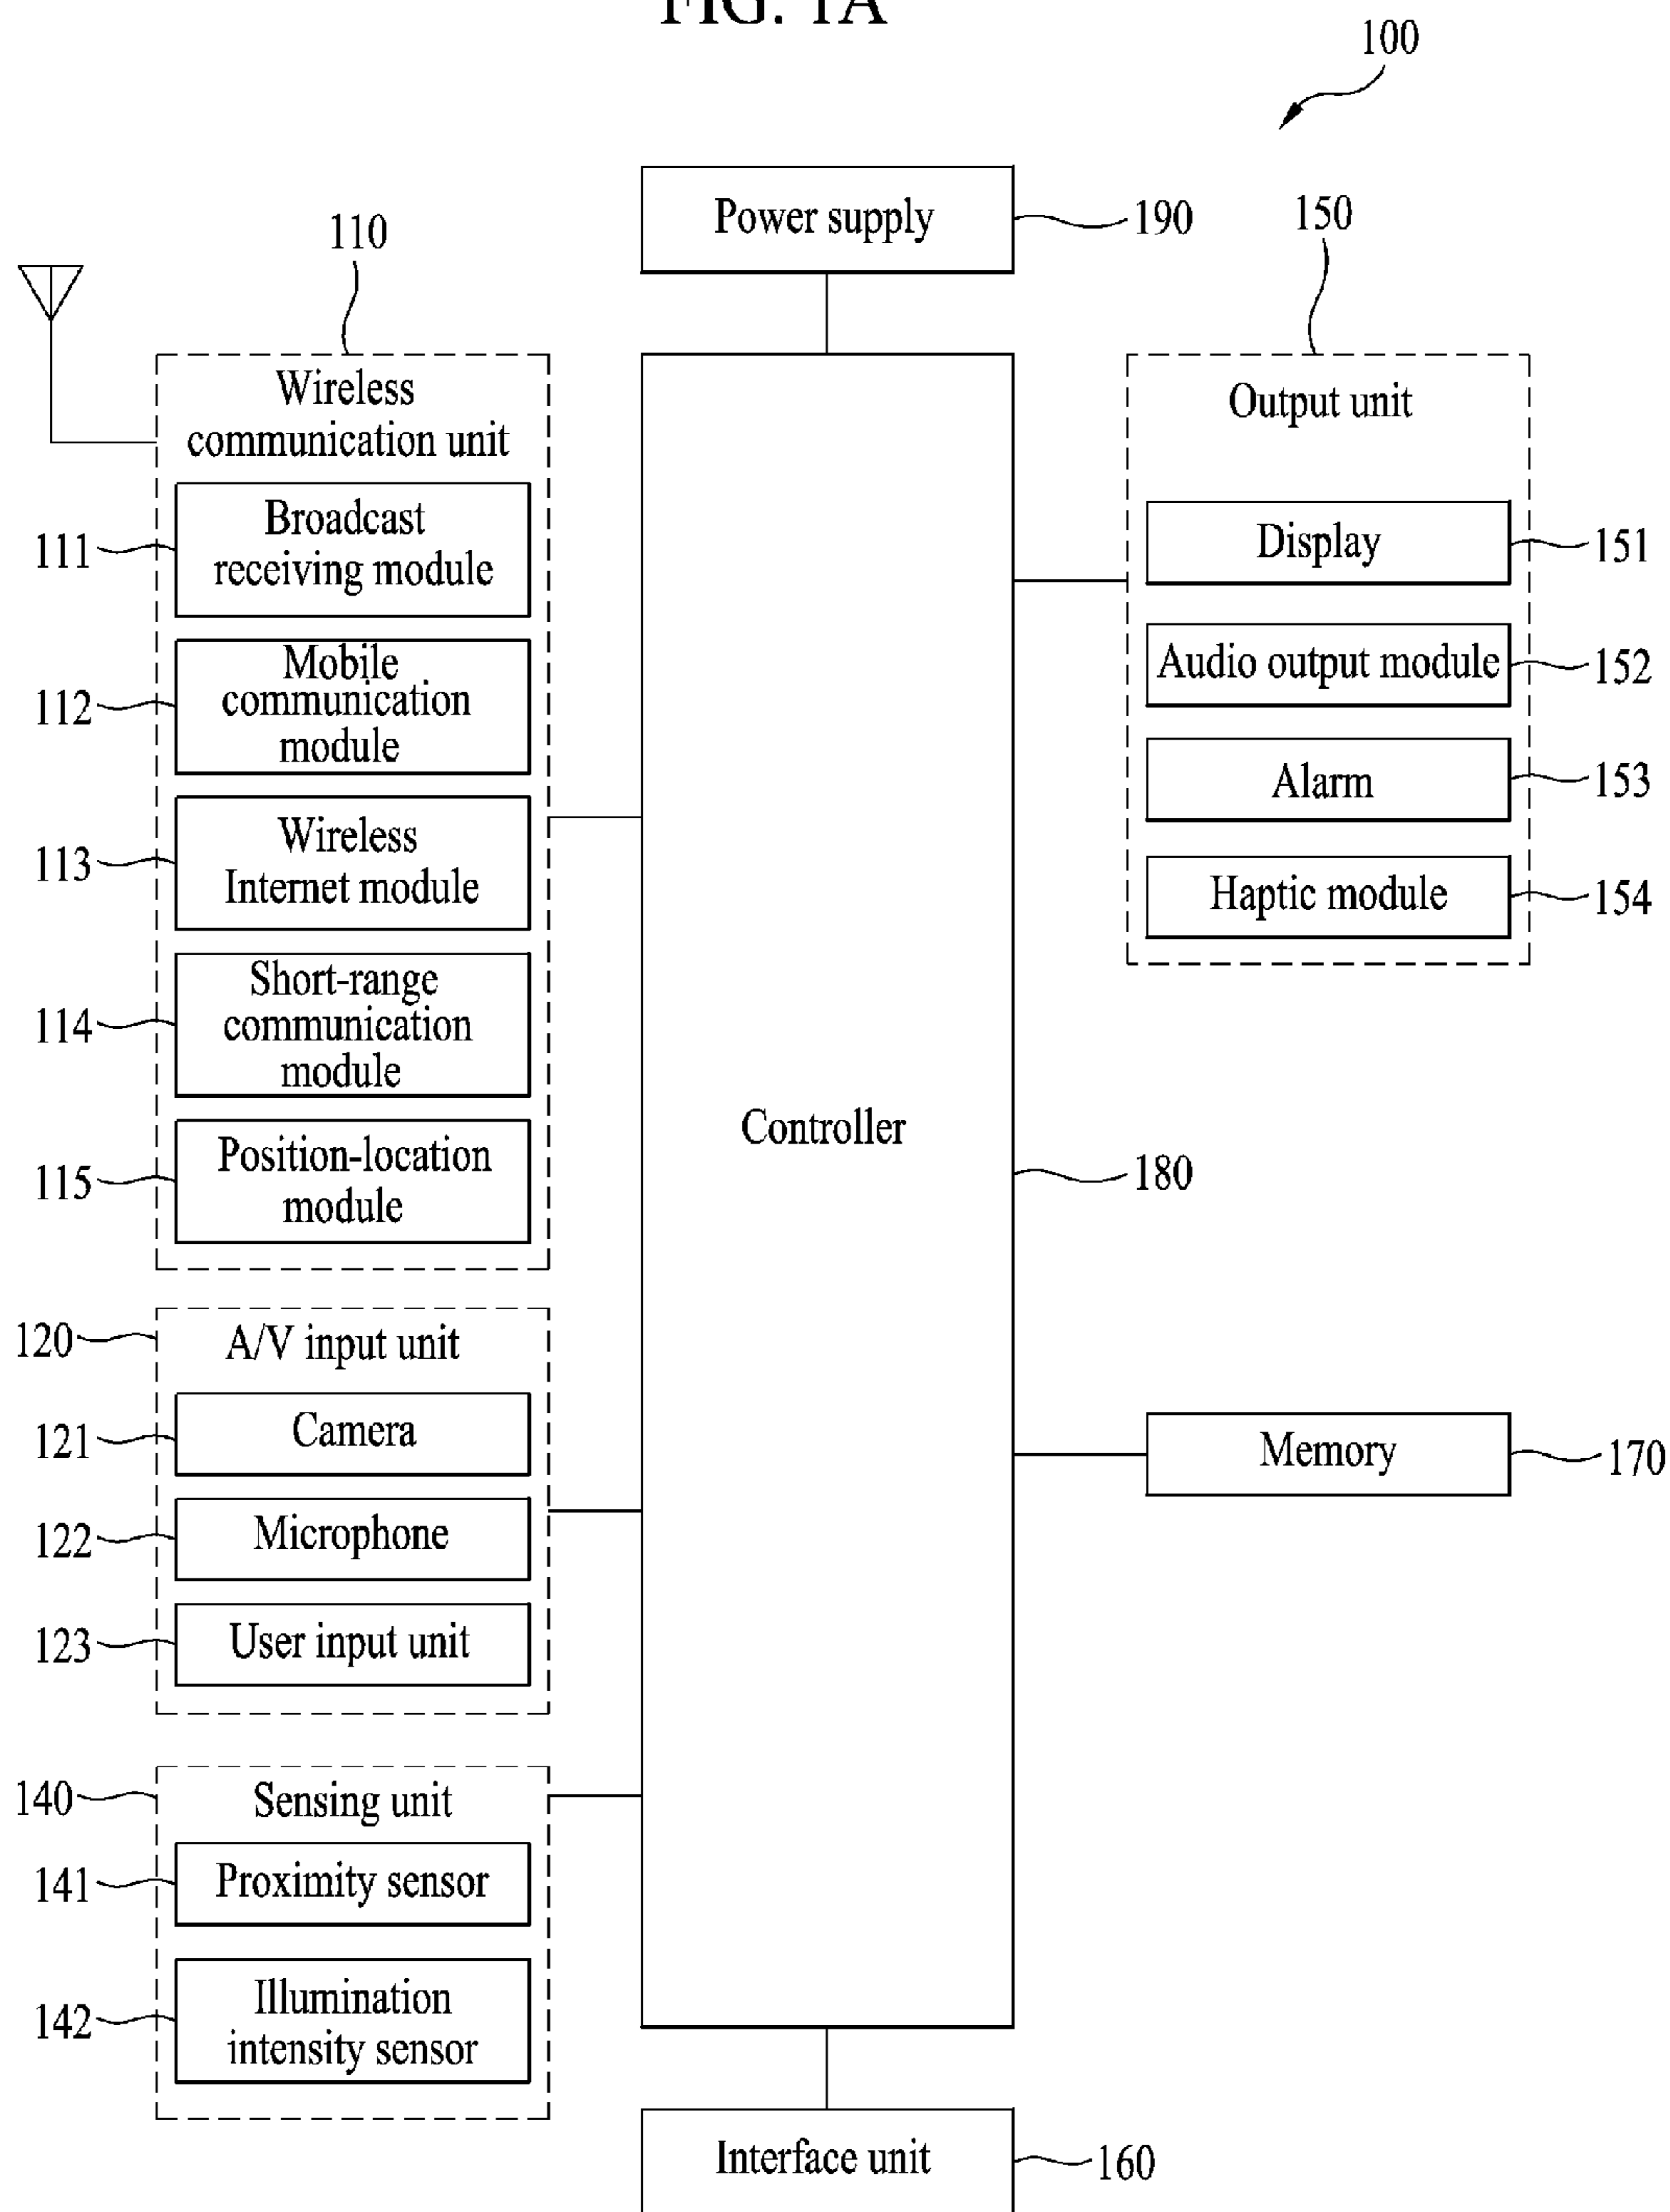 FIG. 1A
100
Power supply
190
150
110
Wireless
communication unit
Output unit
111
Broadcast
receiving module
Display
151
112
Mobile
communication
module
Audio output module
152
113
Wireless
Internet module
Alarm
153
Haptic module
154
114
Short-range
communication
module
115
Position-location
module
Controller
180
120
A/V input unit
121
Camera
Memory
170
122
Microphone
123
User input unit
140
Sensing unit
141
Proximity sensor
142
Illumination
intensity sensor
Interface unit
160